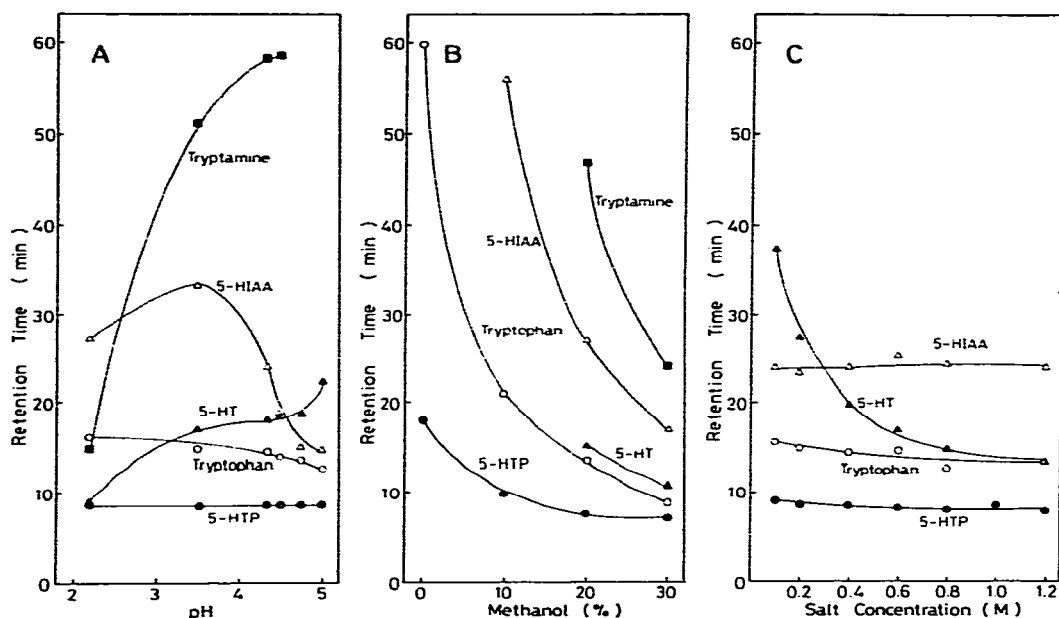 A
60
50
40
30
20
10
0
Retention Time (min)
Tryptamine
5-HIAA
5-HT
Tryptophan
5-HTP
2
3
4
5
pH
B
60
50
40
30
20
10
0
Retention Time (min)
Tryptamine
5-HIAA
Tryptophan
5-HT
5-HTP
0
10
20
30
Methanol (%)
C
60
50
40
30
20
10
0
Retention Time (min)
5-HIAA
5-HT
Tryptophan
5-HTP
0.2
0.4
0.6
0.8
1.0
1.2
Salt Concentration (M)